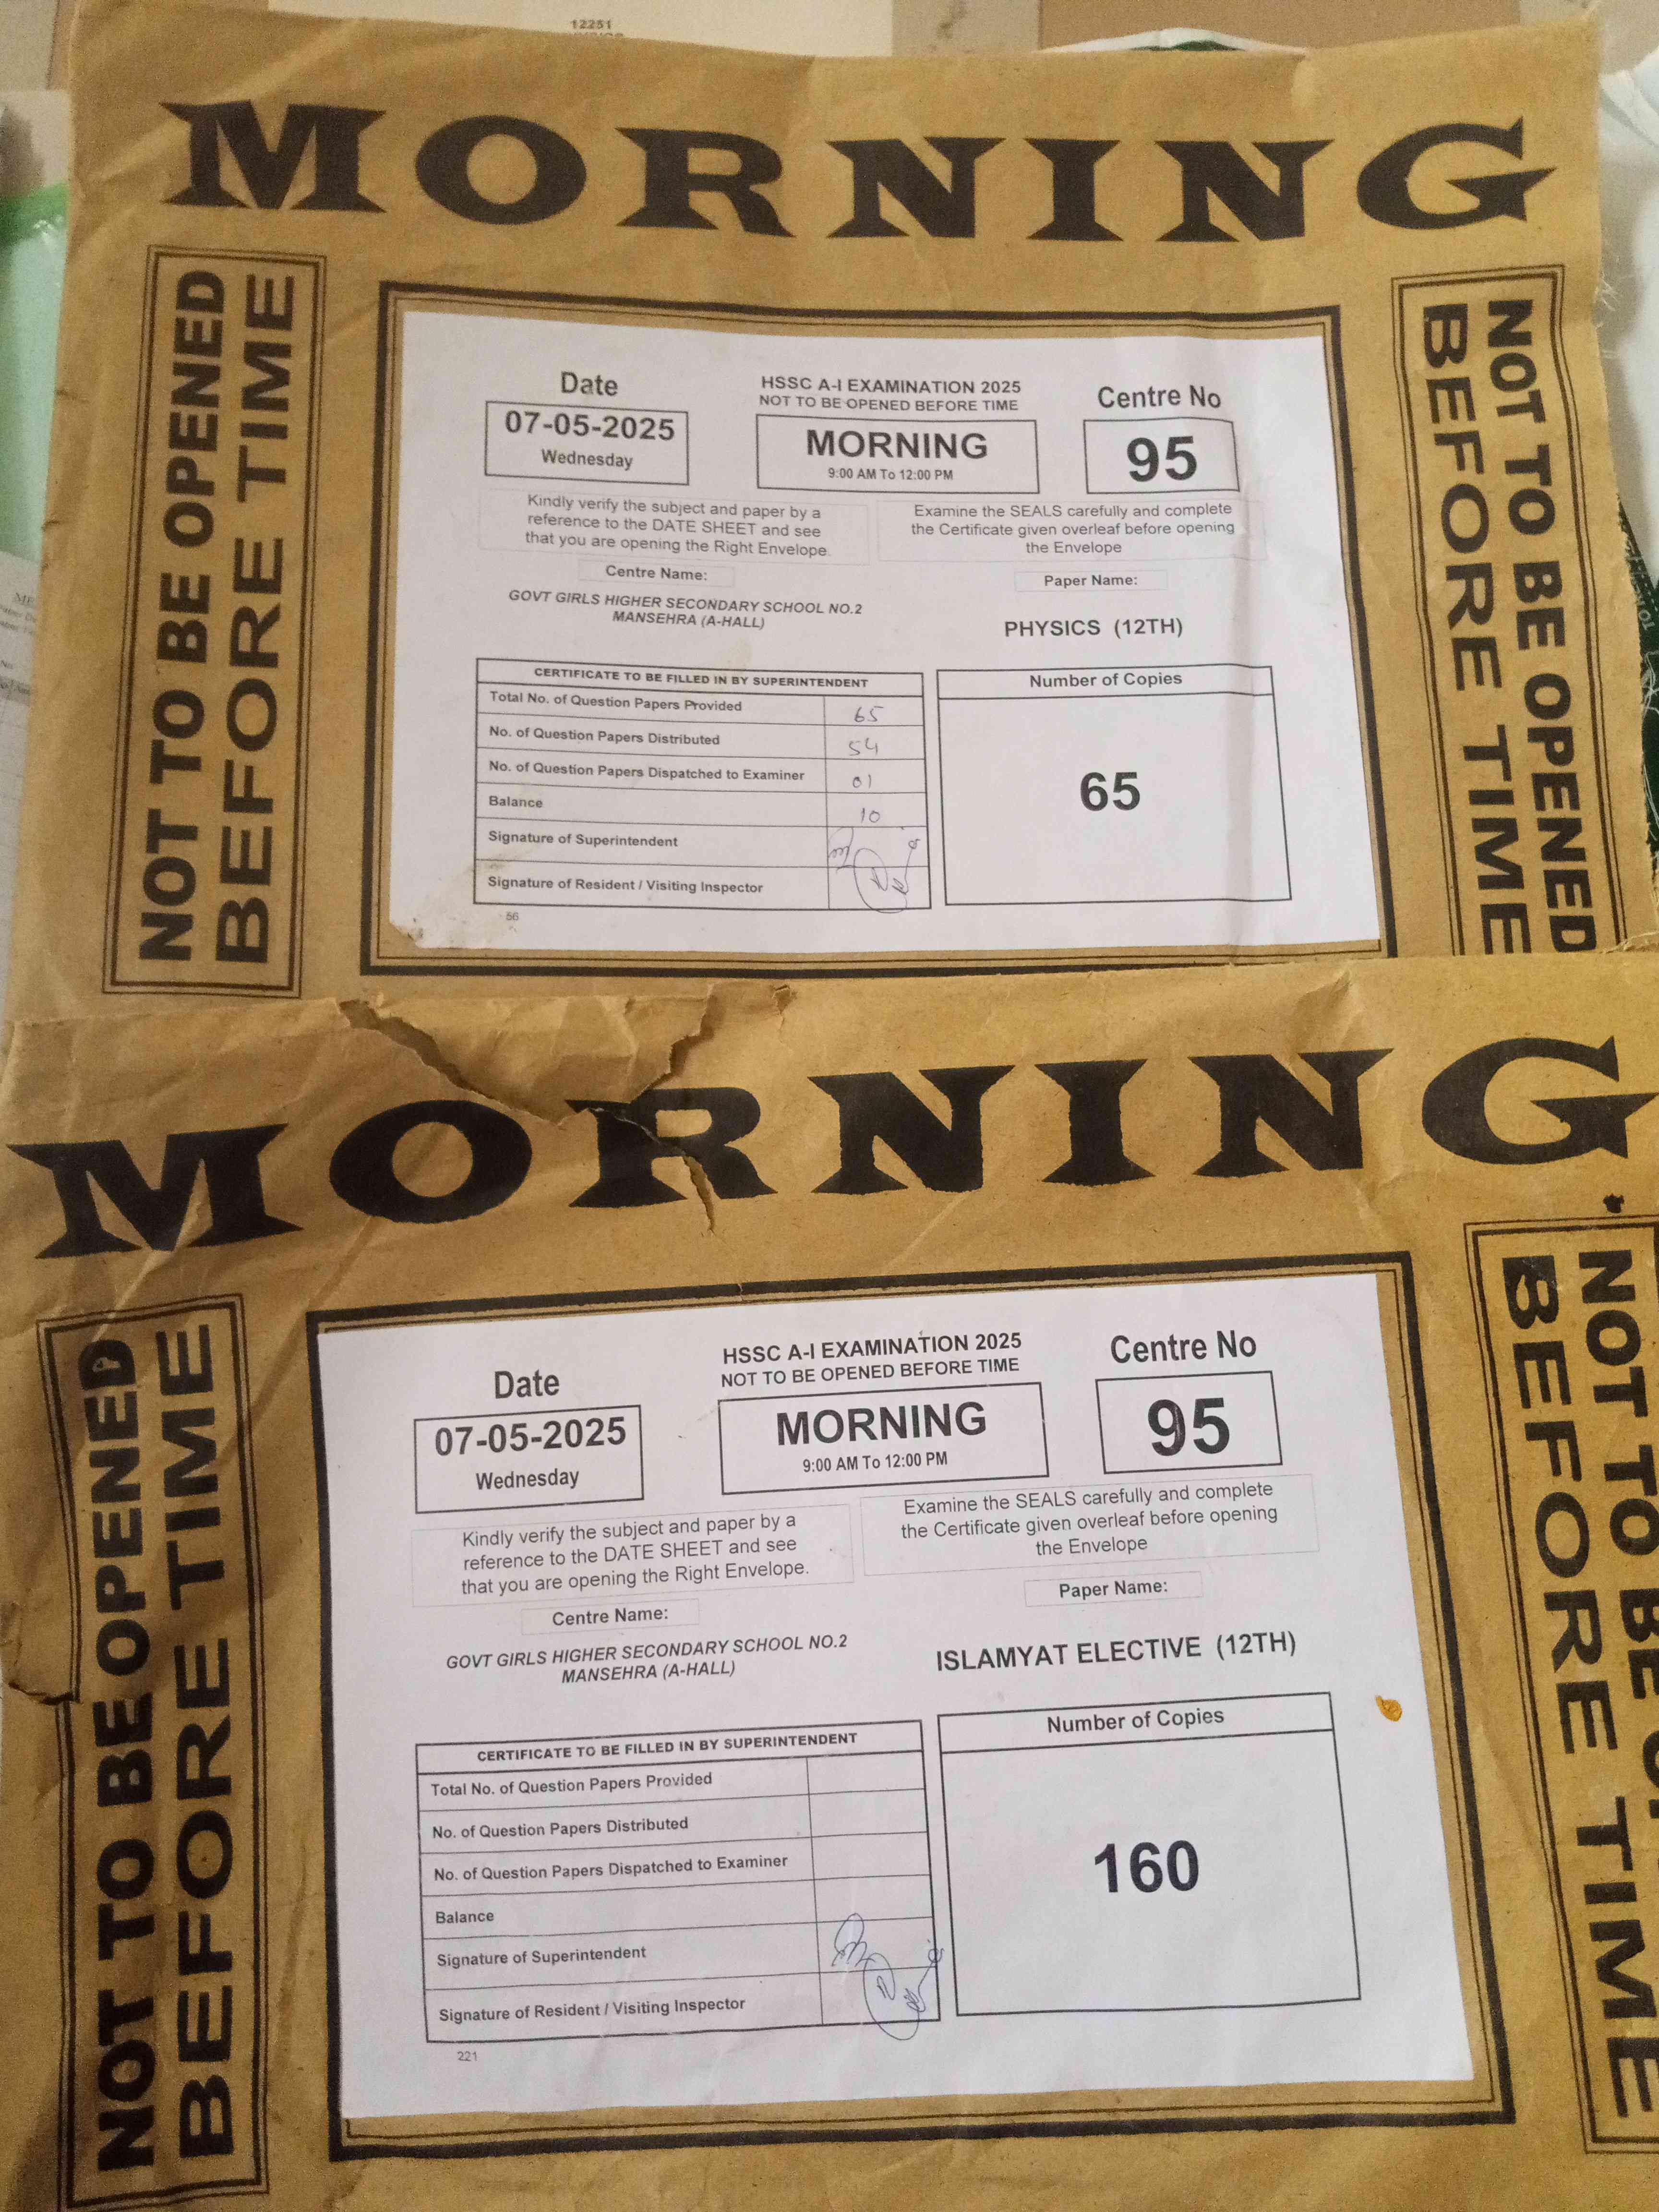 12251
MORNING
NOT TO BE OPENED
BEFORE TIME
Date
07-05-2025
Wednesday
HSSC A-I EXAMINATION 2025
NOT TO BE OPENED BEFORE TIME
MORNING
9:00 AM To 12:00 PM
Centre No
95
Kindly verify the subject and paper by a
reference to the DATE SHEET and see
that you are opening the Right Envelope.
Examine the SEALS carefully and complete
the Certificate given overleaf before opening
the Envelope
Centre Name:
GOVT GIRLS HIGHER SECONDARY SCHOOL NO.2
MANSEHRA (A-HALL)
Paper Name:
PHYSICS (12TH)
CERTIFICATE TO BE FILLED IN BY SUPERINTENDENT
Total No. of Question Papers Provided 65
No. of Question Papers Distributed 54
No. of Question Papers Dispatched to Examiner 01
Balance 10
Signature of Superintendent
Signature of Resident / Visiting Inspector
56
Number of Copies
65
NOT TO BE OPENED
BEFORE TIME
MORNING
NOT TO BE OPENED
BEFORE TIME
Date
07-05-2025
Wednesday
HSSC A-I EXAMINATION 2025
NOT TO BE OPENED BEFORE TIME
MORNING
9:00 AM To 12:00 PM
Centre No
95
Kindly verify the subject and paper by a
reference to the DATE SHEET and see
that you are opening the Right Envelope.
Examine the SEALS carefully and complete
the Certificate given overleaf before opening
the Envelope
Centre Name:
GOVT GIRLS HIGHER SECONDARY SCHOOL NO.2
MANSEHRA (A-HALL)
Paper Name:
ISLAMYAT ELECTIVE (12TH)
CERTIFICATE TO BE FILLED IN BY SUPERINTENDENT
Total No. of Question Papers Provided
No. of Question Papers Distributed
No. of Question Papers Dispatched to Examiner
Balance
Signature of Superintendent
Signature of Resident / Visiting Inspector
221
Number of Copies
160
NOT TO BE
BEFORE TIME